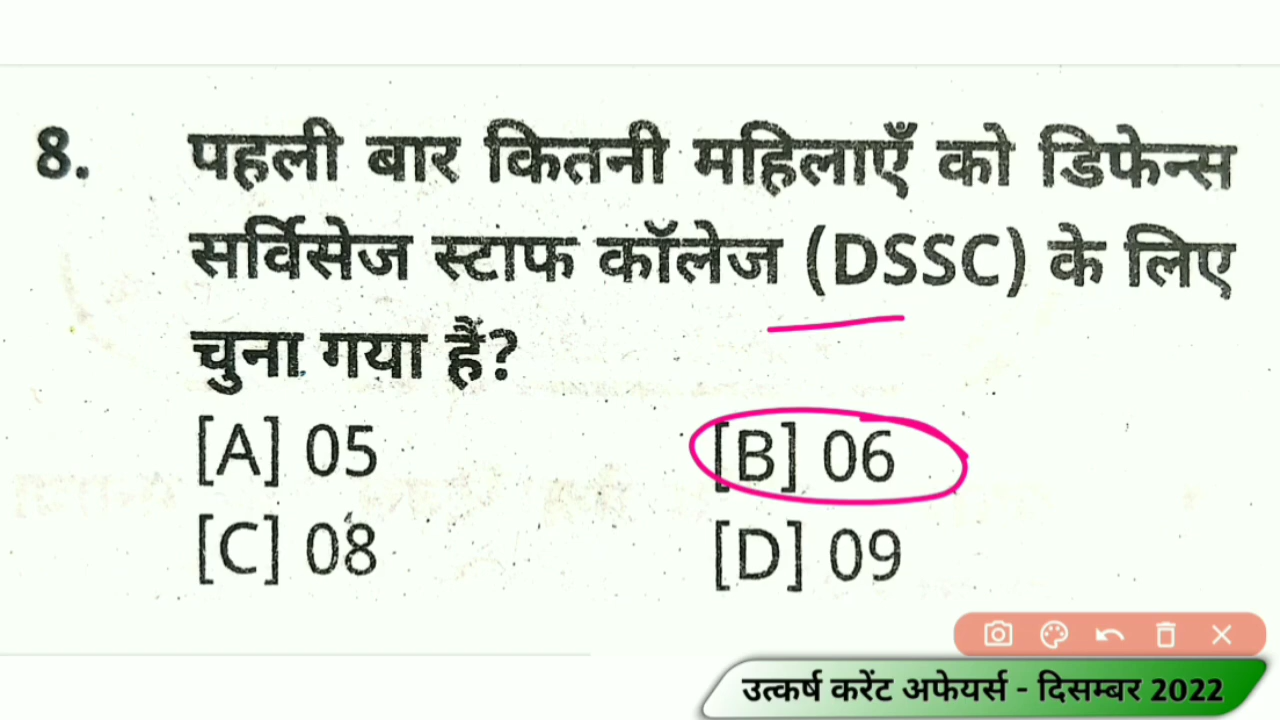 8. पहली बार कितनी महिलाएँ को डिफेन्स
सर्विसेज स्टाफ कॉलेज (DSSC) के लिए
चुना गया हैं?
[A] 05 [B] 06
[C] 08 [D] 09
उत्कर्ष करेंट अफेयर्स - दिसम्बर 2022